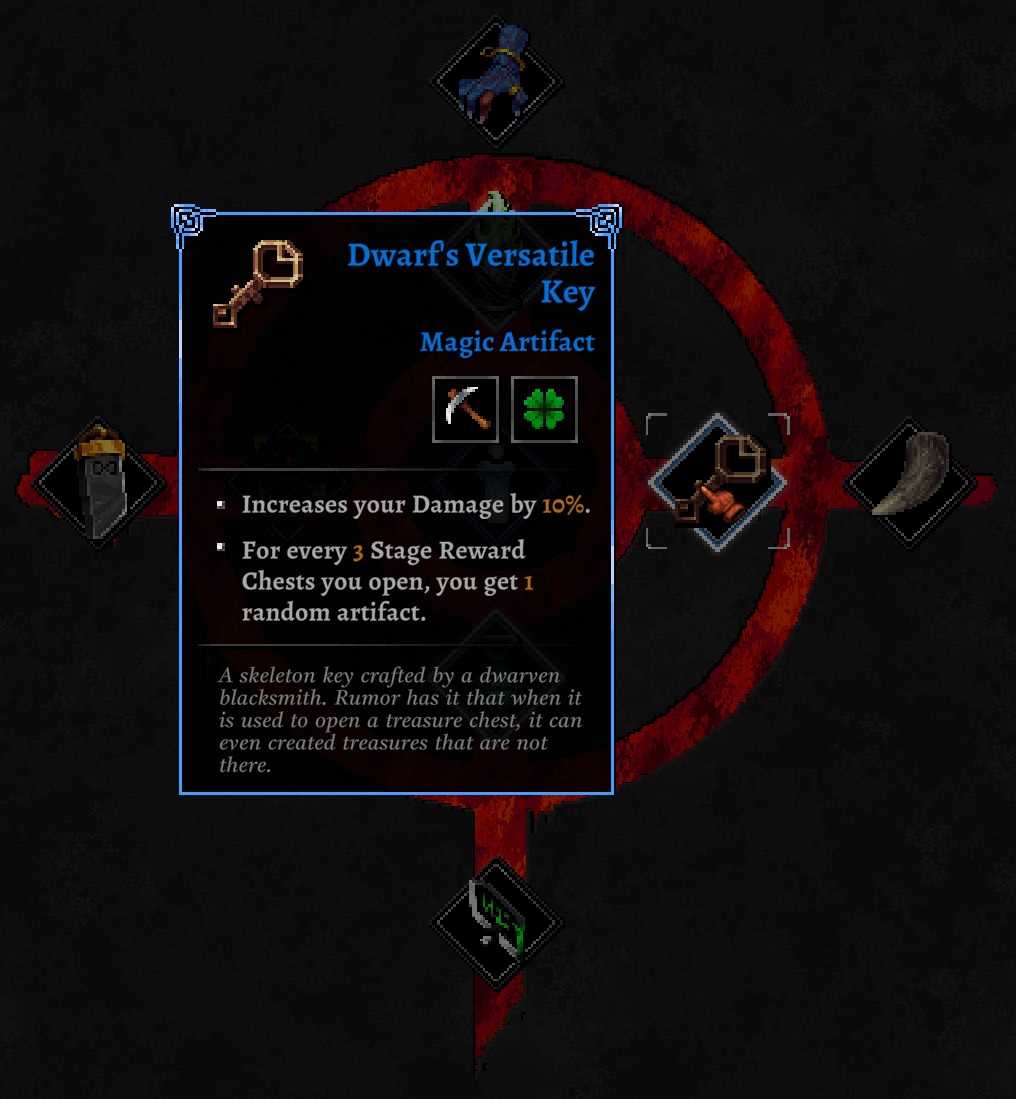 Dwarf's Versatile
Key
Magic Artifact
Increases your Damage by 10%.
For every 3 Stage Reward
Chests you open, you get 1
random artifact.
A skeleton key crafted by a dwarven
blacksmith. Rumor has it that when it
is used to open a treasure chest, it can
even created treasures that are not
there.